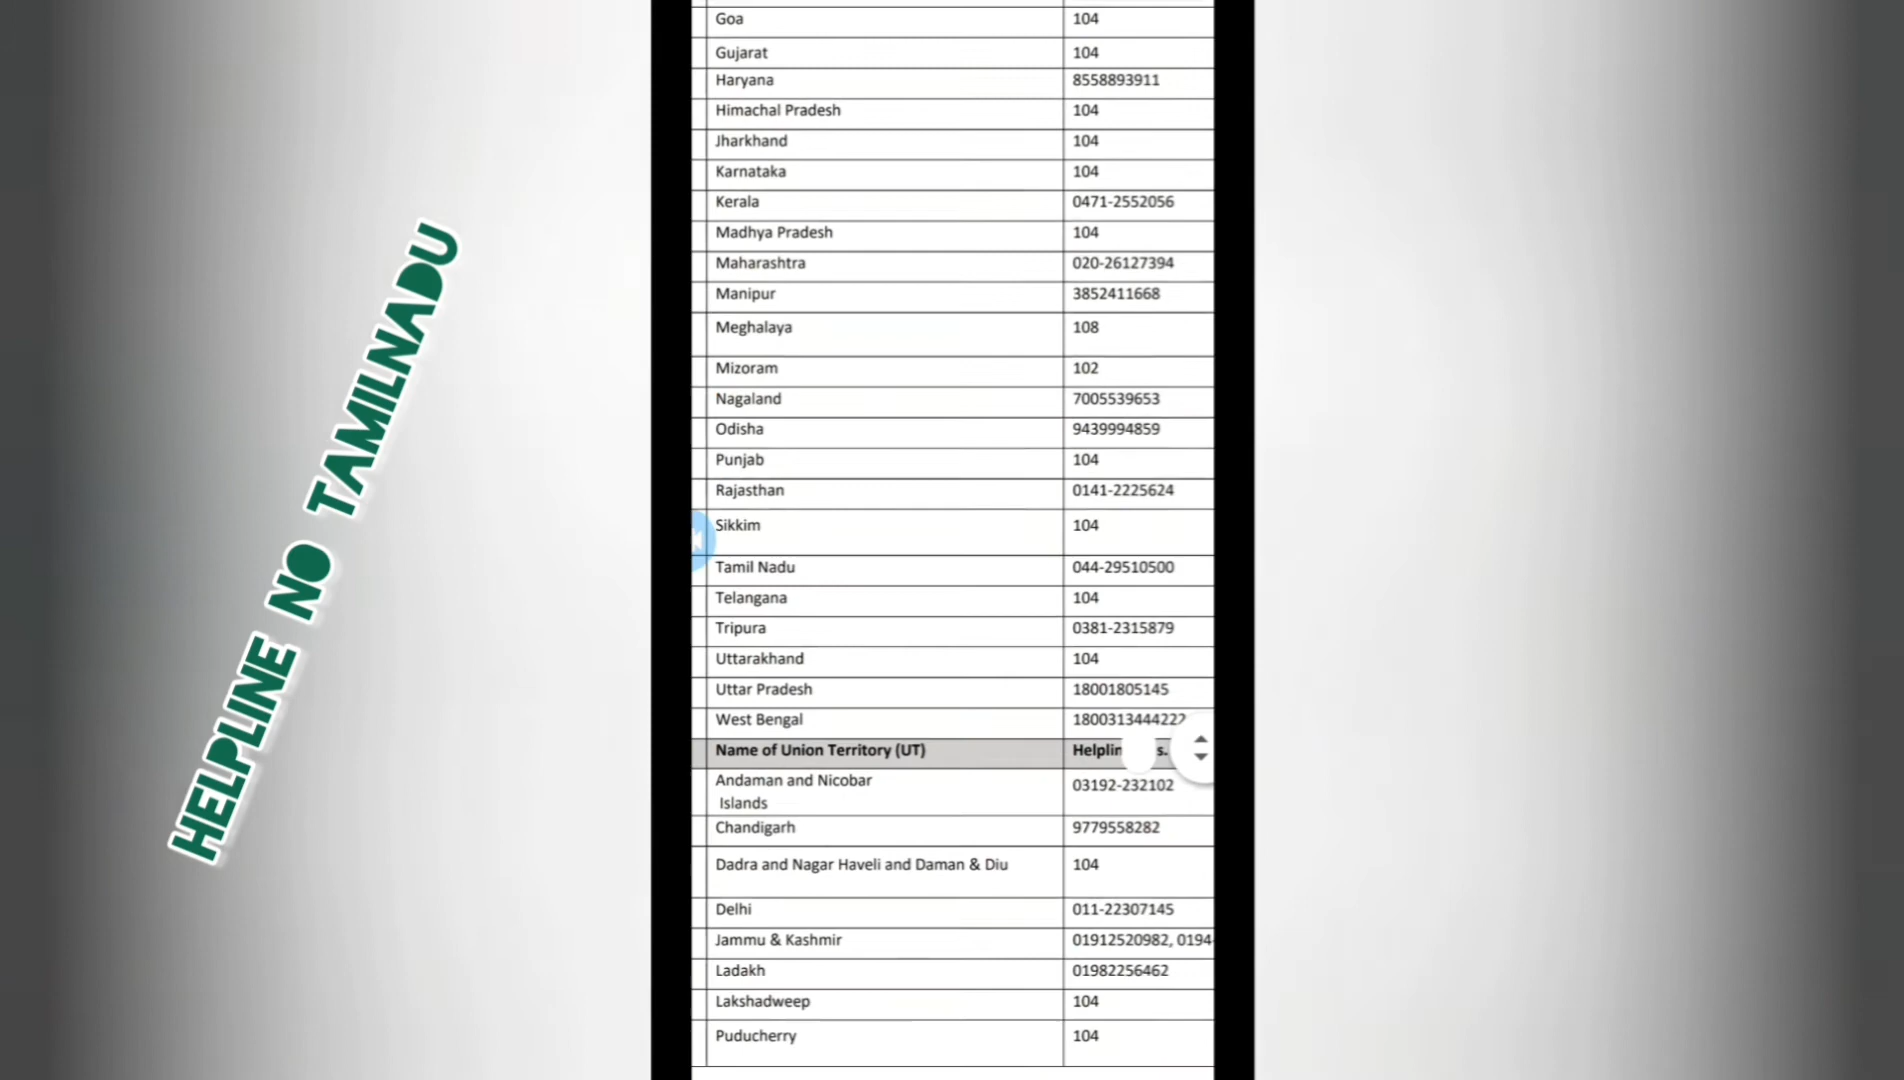 HELPLINE NO TAMILNADU
Goa 104
Gujarat 104
Haryana 8558893911
Himachal Pradesh 104
Jharkhand 104
Karnataka 104
Kerala 0471-2552056
Madhya Pradesh 104
Maharashtra 020-26127394
Manipur 3852411668
Meghalaya 108
Mizoram 102
Nagaland 7005539653
Odisha 9439994859
Punjab 104
Rajasthan 0141-2225624
Sikkim 104
Tamil Nadu 044-29510500
Telangana 104
Tripura 0381-2315879
Uttarakhand 104
Uttar Pradesh 18001805145
West Bengal 1800313444222
Name of Union Territory (UT) Helplin s.
Andaman and Nicobar 03192-232102
Islands
Chandigarh 9779558282
Dadra and Nagar Haveli and Daman & Diu 104
Delhi 011-22307145
Jammu & Kashmir 01912520982, 0194-
Ladakh 01982256462
Lakshadweep 104
Puducherry 104